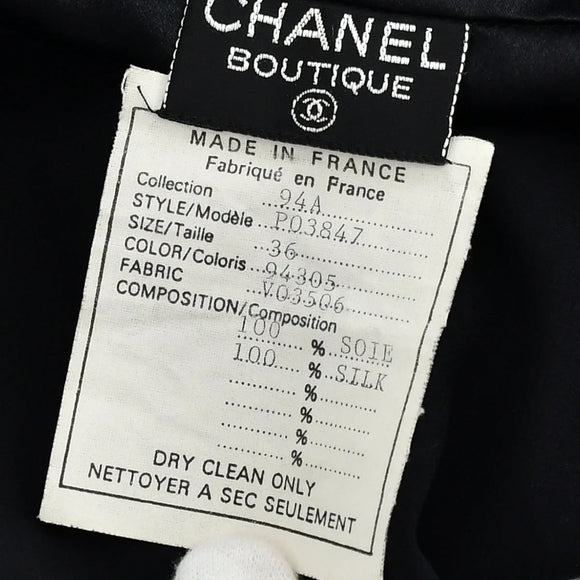 CHANEL
BOUTIQUE
MADE IN FRANCE
Fabriqué en France
Collection 94A
STYLE/Modèle P03847
SIZE/Taille 36
COLOR/Coloris 94305
FABRIC V03506
COMPOSITION/Composition
100 % SOIE
100 % SILK
%
%
%
%
DRY CLEAN ONLY
NETTOYER A SEC SEULEMENT